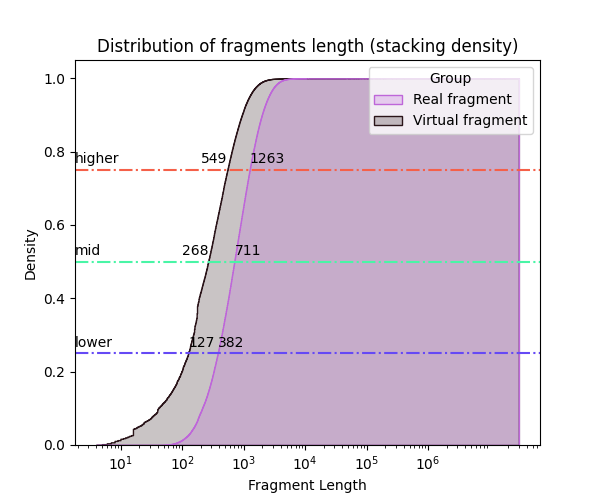 Distribution of fragments length (stacking density)
Group
Real fragment
Virtual fragment
1.0
0.8
0.6
0.4
0.2
0.0
Density
higher 549 1263
mid 268 711
lower 127 382
10¹ 10² 10³ 10⁴ 10⁵ 10⁶
Fragment Length